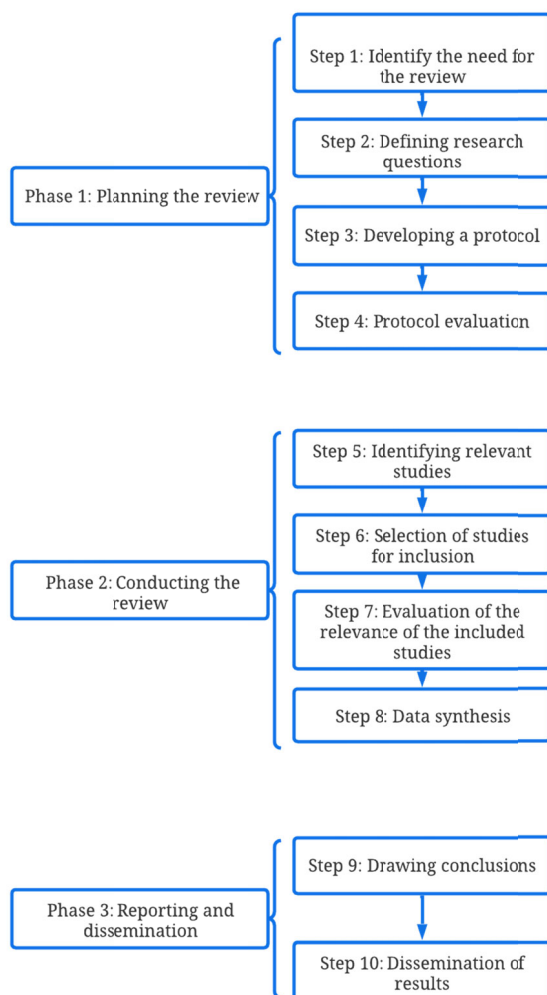 Step 1: Identify the need for
the review
Step 2: Defining research
questions
Phase 1: Planning the review
Step 3: Developing a protocol
Step 4: Protocol evaluation
Step 5: Identifying relevant
studies
Step 6: Selection of studies
for inclusion
Phase 2: Conducting the
review
Step 7: Evaluation of the
relevance of the included
studies
Step 8: Data synthesis
Step 9: Drawing conclusions
Phase 3: Reporting and
dissemination
Step 10: Dissemination of
results